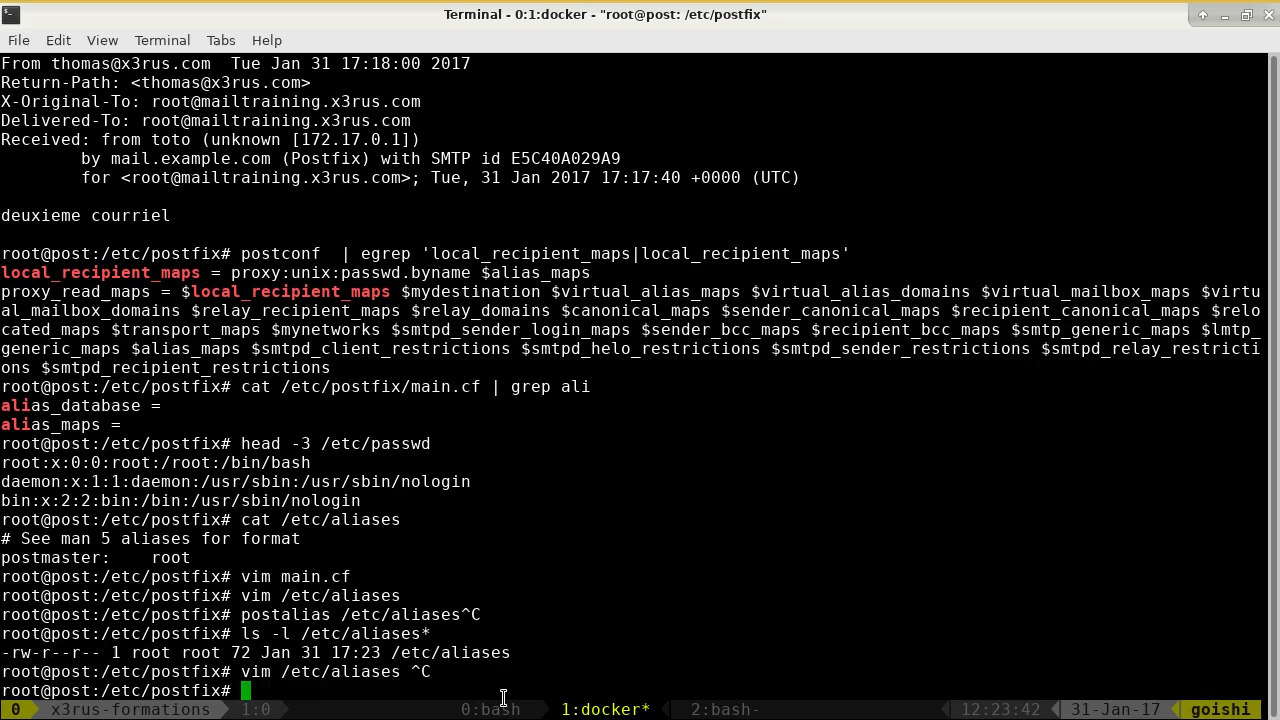 Terminal - 0:1:docker - "root@post: /etc/postfix"
File Edit View Terminal Tabs Help
From thomas@x3rus.com  Tue Jan 31 17:18:00 2017
Return-Path: <thomas@x3rus.com>
X-Original-To: root@mailtraining.x3rus.com
Delivered-To: root@mailtraining.x3rus.com
Received: from toto (unknown [172.17.0.1])
        by mail.example.com (Postfix) with SMTP id E5C40A029A9
        for <root@mailtraining.x3rus.com>; Tue, 31 Jan 2017 17:17:40 +0000 (UTC)
deuxieme courriel
root@post:/etc/postfix# postconf  | egrep 'local_recipient_maps|local_recipient_maps'
local_recipient_maps = proxy:unix:passwd.byname $alias_maps
proxy_read_maps = $local_recipient_maps $mydestination $virtual_alias_maps $virtual_alias_domains $virtual_mailbox_maps $virtu
al_mailbox_domains $relay_recipient_maps $relay_domains $canonical_maps $sender_canonical_maps $recipient_canonical_maps $relo
cated_maps $transport_maps $mynetworks $smtpd_sender_login_maps $sender_bcc_maps $recipient_bcc_maps $smtp_generic_maps $lmtp_
generic_maps $alias_maps $smtpd_client_restrictions $smtpd_helo_restrictions $smtpd_sender_restrictions $smtpd_relay_restricti
ons $smtpd_recipient_restrictions
root@post:/etc/postfix# cat /etc/postfix/main.cf | grep ali
alias_database =
alias_maps =
root@post:/etc/postfix# head -3 /etc/passwd
root:x:0:0:root:/root:/bin/bash
daemon:x:1:1:daemon:/usr/sbin:/usr/sbin/nologin
bin:x:2:2:bin:/bin:/usr/sbin/nologin
root@post:/etc/postfix# cat /etc/aliases
# See man 5 aliases for format
postmaster:    root
root@post:/etc/postfix# vim main.cf
root@post:/etc/postfix# vim /etc/aliases
root@post:/etc/postfix# postalias /etc/aliases^C
root@post:/etc/postfix# ls -l /etc/aliases*
-rw-r--r-- 1 root root 72 Jan 31 17:23 /etc/aliases
root@post:/etc/postfix# vim /etc/aliases ^C
root@post:/etc/postfix#
0 x3rus-formations 1:0 0:bash 1:docker* 2:bash- 12:23:42 31-Jan-17 goishi